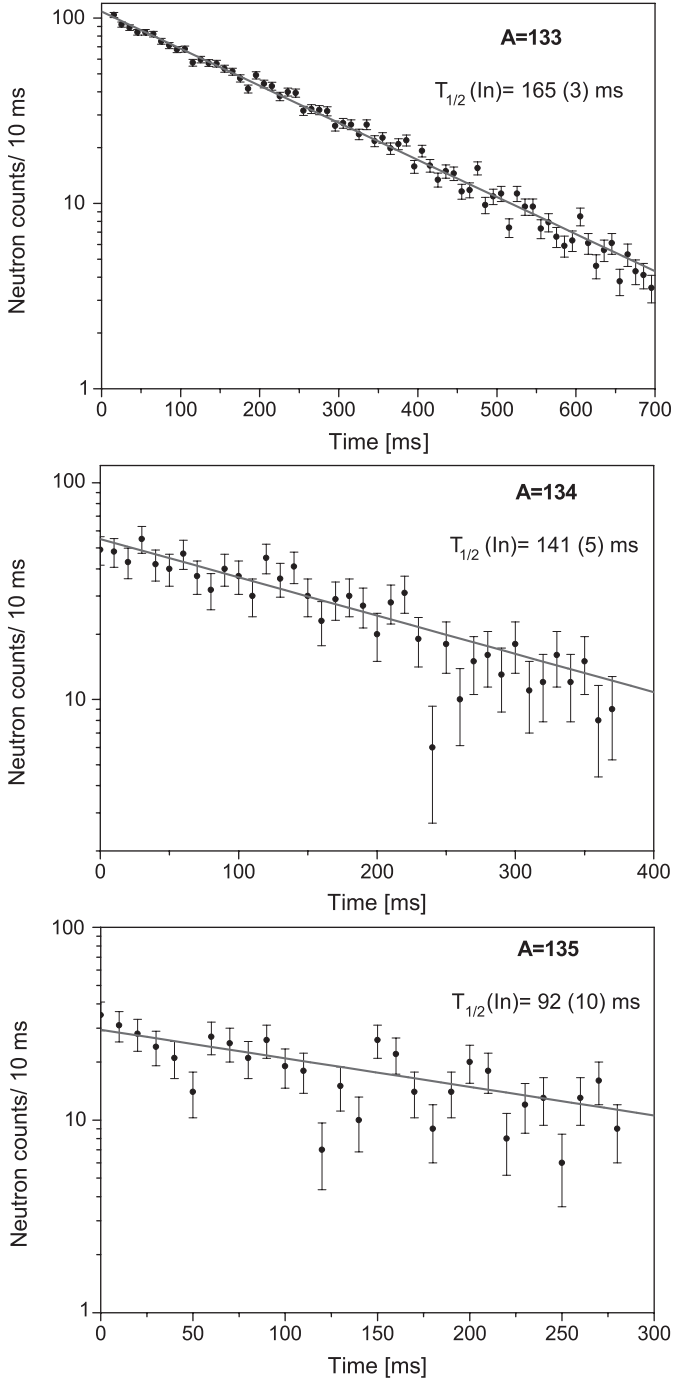 100
A=133
T1/2 (In)= 165 (3) ms
Neutron counts/ 10 ms
10
1
0 100 200 300 400 500 600 700
Time [ms]
100
A=134
T1/2 (In)= 141 (5) ms
Neutron counts/ 10 ms
10
0 100 200 300 400
Time [ms]
100
A=135
T1/2(In)= 92 (10) ms
Neutron counts/ 10 ms
10
1
0 50 100 150 200 250 300
Time [ms]